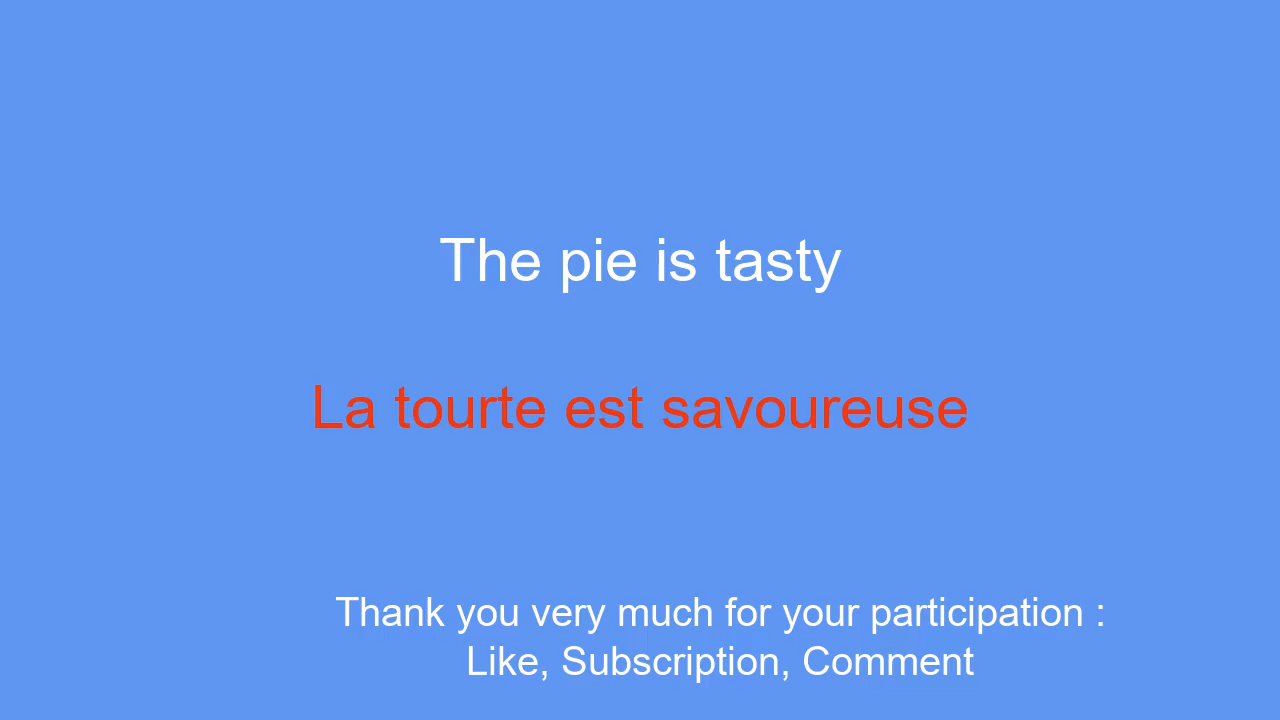 The pie is tasty
La tourte est savoureuse
Thank you very much for your participation :
Like, Subscription, Comment